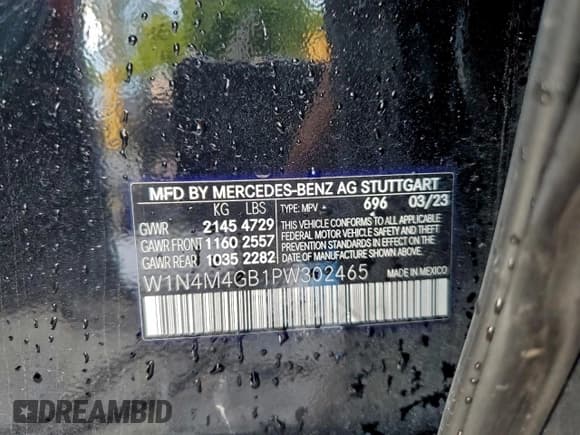 MFD BY MERCEDES-BENZ AG STUTTGART
KG LBS TYPE: MPV - 696 03/23
GVWR 2145 4729 THIS VEHICLE CONFORMS TO ALL APPLICABLE
GAWR FRONT 1160 2557 FEDERAL MOTOR VEHICLE SAFETY AND THEFT
GAWR REAR 1035 2282 PREVENTION STANDARDS IN EFFECT ON THE DATE OF MANUFACTURE SHOWN ABOVE.
W1N4M4GB1PW302465 MADE IN MEXICO
DREAMBID